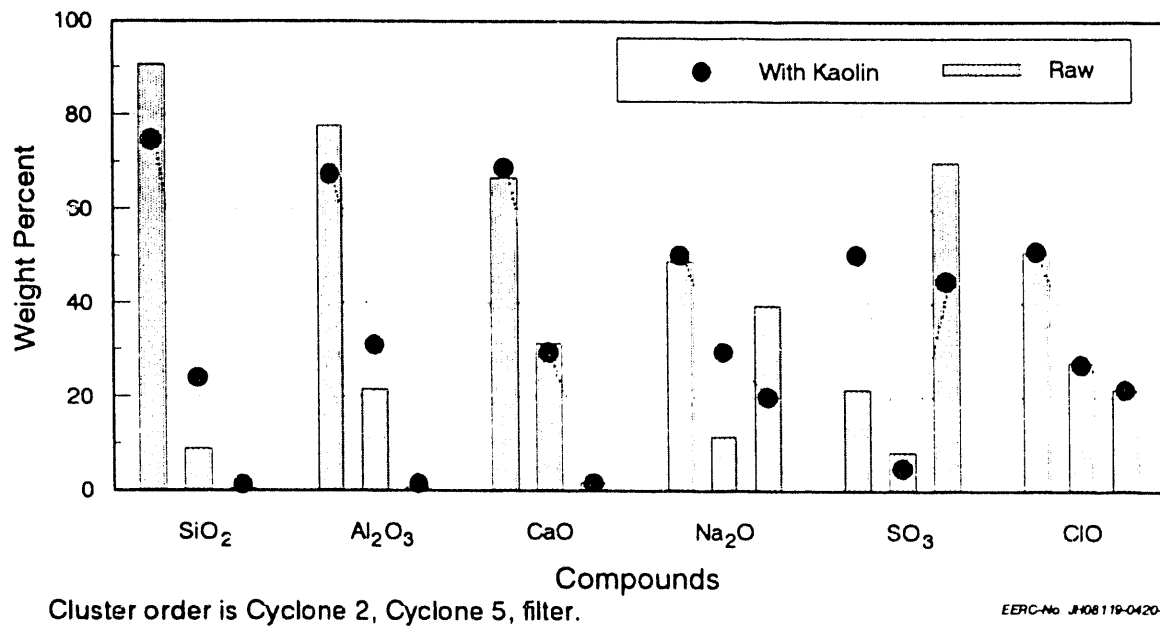 100
80
60
40
20
0
Weight Percent
With Kaolin
Raw
SiO₂
Al₂O₃
CaO
Na₂O
SO₃
ClO
Compounds
Cluster order is Cyclone 2, Cyclone 5, filter.
EERC-No JH08119-0420-